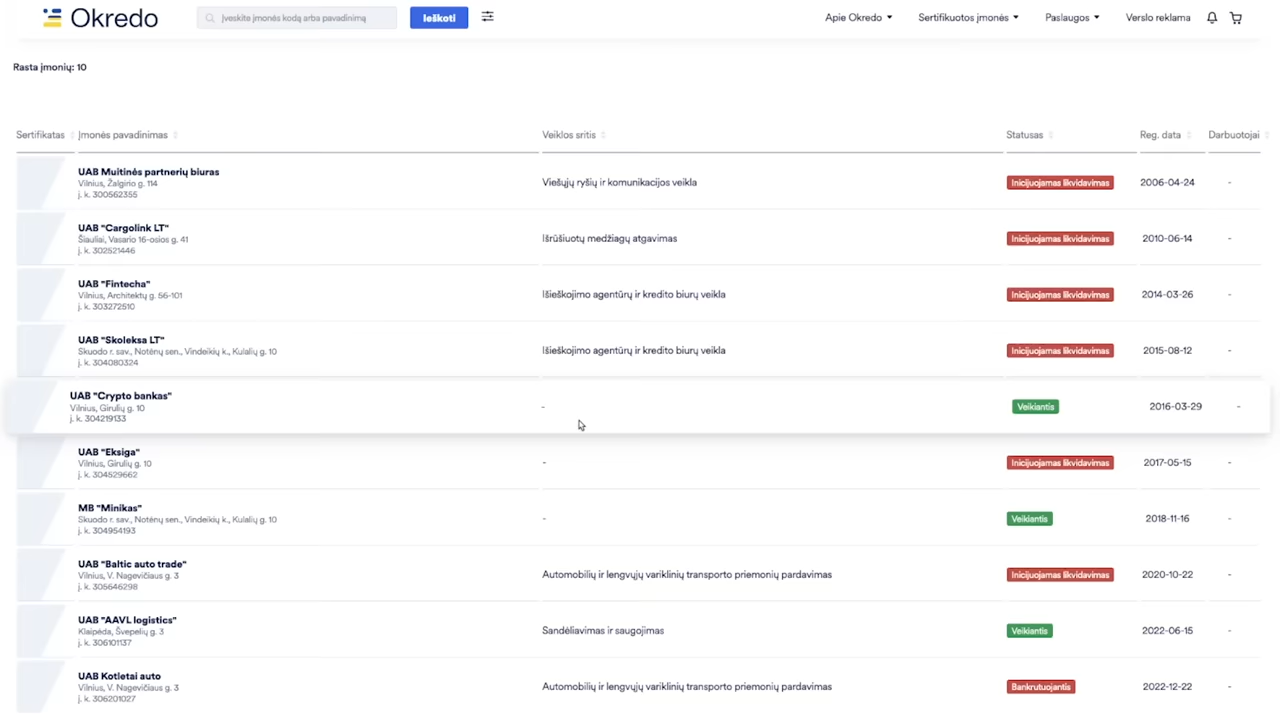 Okredo
Įveskite įmonės kodą arba pavadinimą
Ieškoti
Apie Okredo
Sertifikuotos įmonės
Paslaugos
Verslo reklama
Rasta įmonių: 10
Sertifikatas Įmonės pavadinimas Veiklos sritis Statusas Reg. data Darbuotojai
UAB Muitinės partnerių biuras
Vilnius, Žalgirio g. 114
į. k. 300562355
Viešųjų ryšių ir komunikacijos veikla
Inicijuojamas likvidavimas
2006-04-24
-
UAB "Cargolink LT"
Šiauliai, Vasario 16-osios g. 41
į. k. 302521446
Išrūšiuotų medžiagų atgavimas
Inicijuojamas likvidavimas
2010-06-14
-
UAB "Fintecha"
Vilnius, Architektų g. 56-101
į. k. 303272510
Išieškojimo agentūrų ir kredito biurų veikla
Inicijuojamas likvidavimas
2014-03-26
-
UAB "Skoleksa LT"
Skuodo r. sav., Notėnų sen., Vindeikių k., Kulalių g. 10
į. k. 304080324
Išieškojimo agentūrų ir kredito biurų veikla
Inicijuojamas likvidavimas
2015-08-12
-
UAB "Crypto bankas"
Vilnius, Girulių g. 10
į. k. 304219133
-
Veikiantis
2016-03-29
-
UAB "Eksiga"
Vilnius, Girulių g. 10
į. k. 304529662
-
Inicijuojamas likvidavimas
2017-05-15
-
MB "Minikas"
Skuodo r. sav., Notėnų sen., Vindeikių k., Kulalių g. 10
į. k. 304954193
-
Veikiantis
2018-11-16
-
UAB "Baltic auto trade"
Vilnius, V. Nagevičiaus g. 3
į. k. 305646298
Automobilių ir lengvųjų variklinių transporto priemonių pardavimas
Inicijuojamas likvidavimas
2020-10-22
-
UAB "AAVL logistics"
Klaipėda, Švepelių g. 3
į. k. 306101137
Sandėliavimas ir saugojimas
Veikiantis
2022-06-15
-
UAB Kotletai auto
Vilnius, V. Nagevičiaus g. 3
į. k. 306201027
Automobilių ir lengvųjų variklinių transporto priemonių pardavimas
Bankrutuojantis
2022-12-22
-